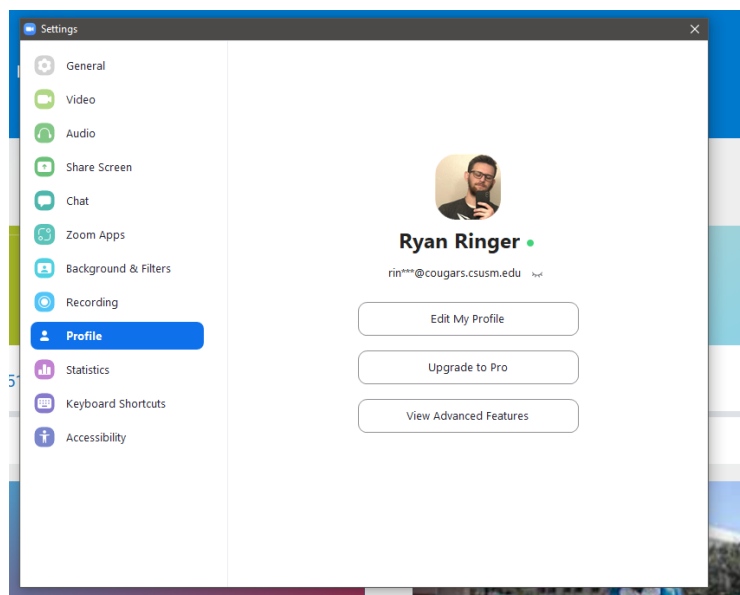 Settings
General
Video
Audio
Share Screen
Chat
Zoom Apps
Background & Filters
Recording
Profile
Statistics
Keyboard Shortcuts
Accessibility
Ryan Ringer
rin***@cougars.csusm.edu
Edit My Profile
Upgrade to Pro
View Advanced Features